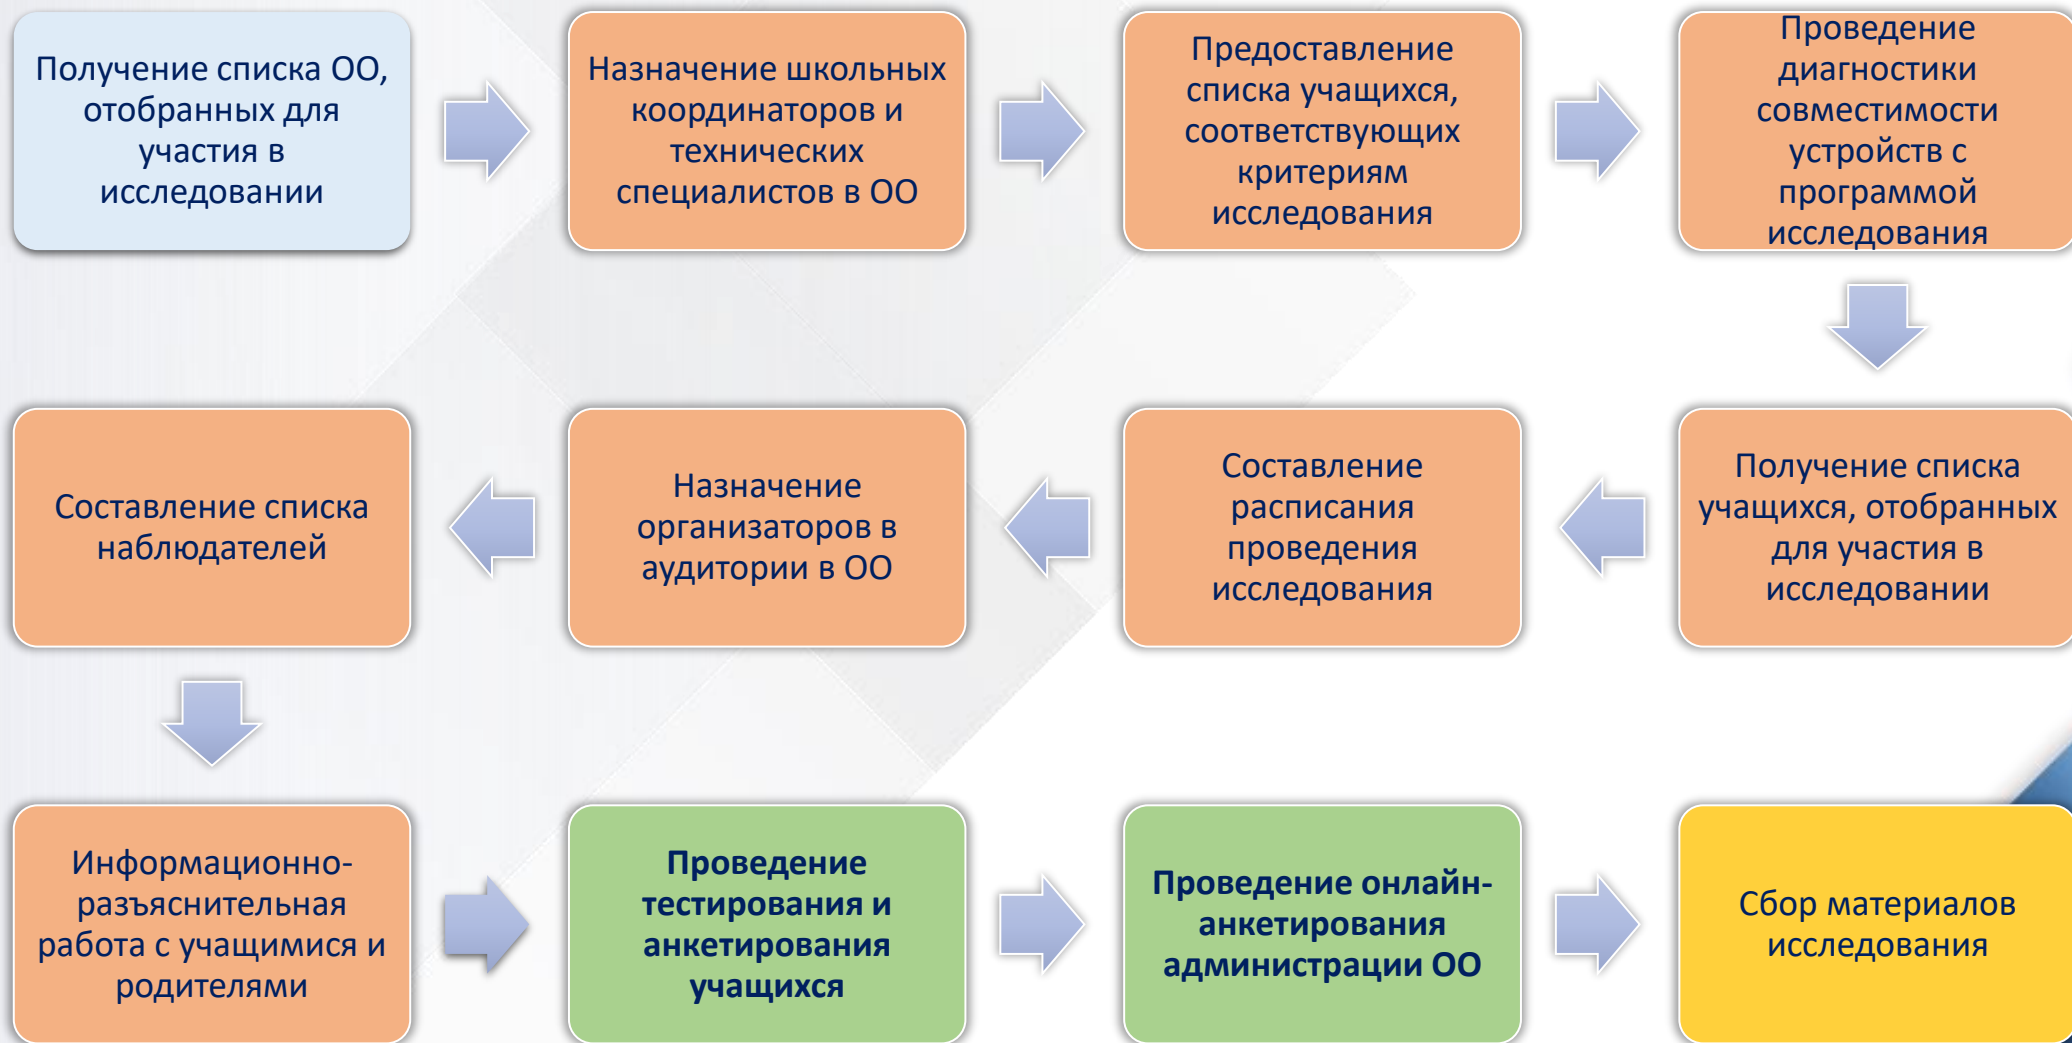 Получение списка ОО,
отобранных для
участия в
исследовании
Назначение школьных
координаторов и
технических
специалистов в ОО
Предоставление
списка учащихся,
соответствующих
критериям
исследования
Проведение
диагностики
совместимости
устройств с
программой
исследования
Получение списка
учащихся, отобранных
для участия в
исследовании
Составление
расписания
проведения
исследования
Назначение
организаторов в
аудитории в ОО
Составление списка
наблюдателей
Информационно-
разъяснительная
работа с учащимися и
родителями
Проведение
тестирования и
анкетирования
учащихся
Проведение онлайн-
анкетирования
администрации ОО
Сбор материалов
исследования